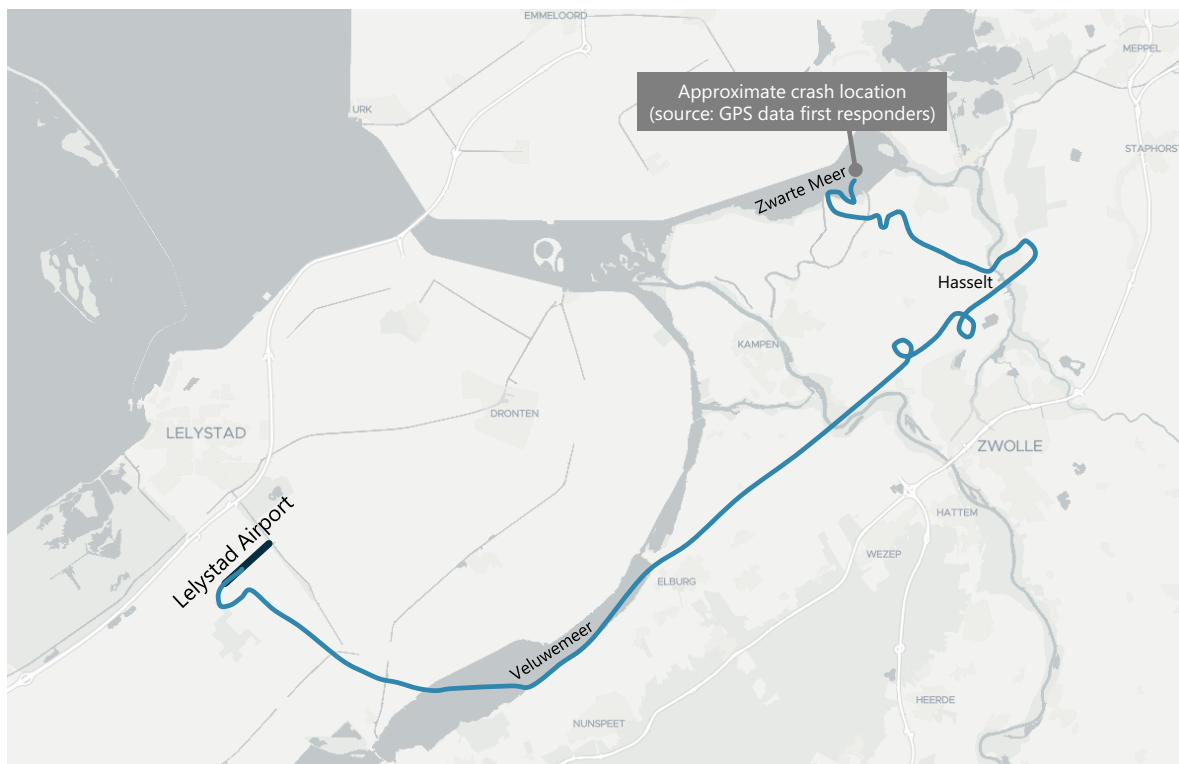 EMMELOORD
MEPPEL
Approximate crash location
(source: GPS data first responders)
URK
STAPHORST
Zwarte Meer
Hasselt
KAMPEN
DRONTEN
LELYSTAD
ZWOLLE
Lelystad Airport
HATTEM
WEZEP
ELBURG
Veluwemeer
HEERDE
NUNSPEET